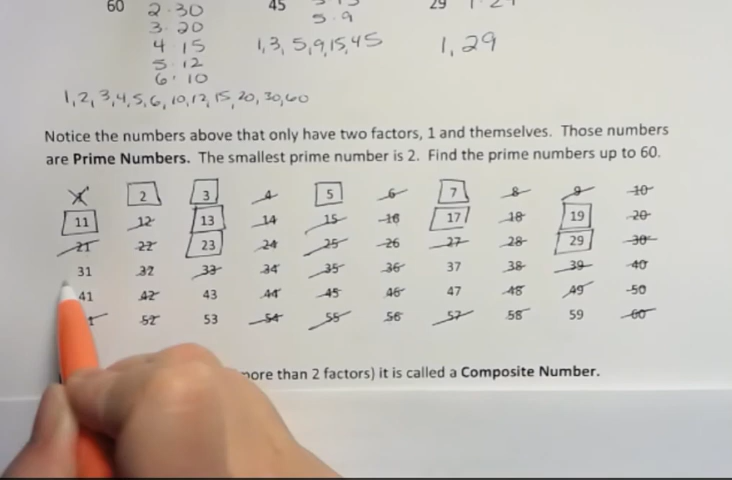 60 2·30 45 29
3·20 5·9
4 15 1,3,5,9,15,45 1,29
5·12
6·10
1,2,3,4,5,6,10,12,15,20,30,60
Notice the numbers above that only have two factors, 1 and themselves. Those numbers
are Prime Numbers. The smallest prime number is 2. Find the prime numbers up to 60.
2 3 4 5 6 7 8 9 10
11 12 13 14 15 16 17 18 19 20
21 22 23 24 25 26 27 28 29 30
31 32 33 34 35 36 37 38 39 40
41 42 43 44 45 46 47 48 49 50
52 53 54 55 56 57 58 59 60
more than 2 factors) it is called a Composite Number.